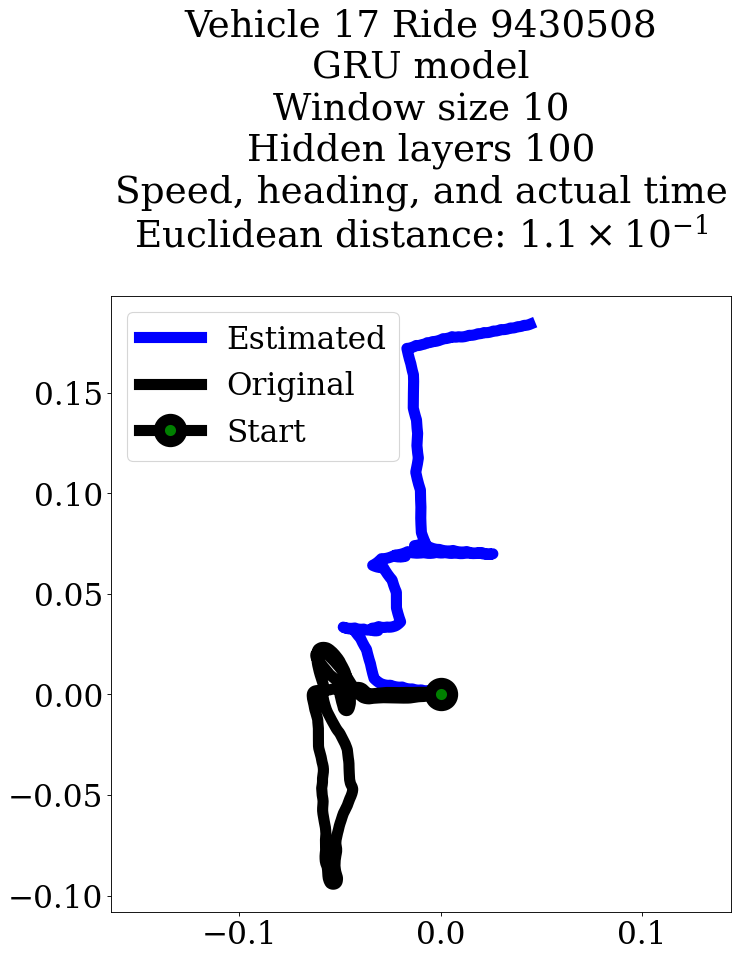 Vehicle 17 Ride 9430508
GRU model
Window size 10
Hidden layers 100
Speed, heading, and actual time
Euclidean distance: 1.1 × 10⁻¹
Estimated
Original
Start
0.15
0.10
0.05
0.00
−0.05
−0.10
−0.1 0.0 0.1